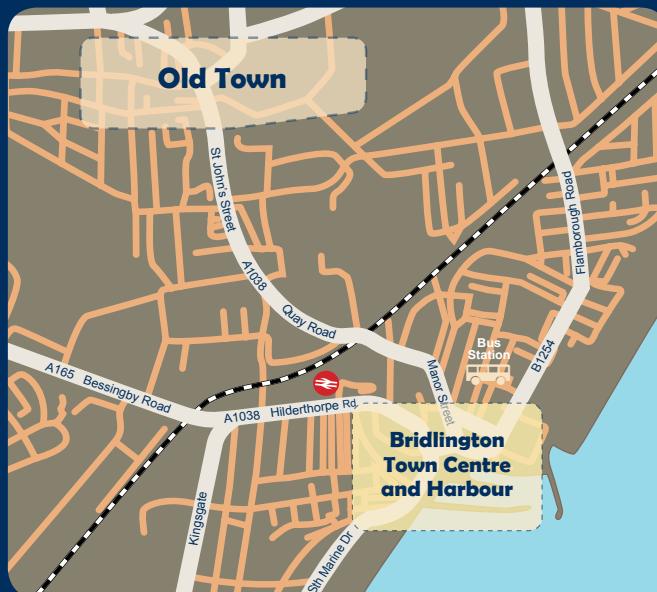 Old Town
St John's Street
A1038
Quay Road
Flamborough Road
Bus
Station
B1254
Manor Street
A165 Bessingby Road
A1038 Hilderthorpe Rd
Bridlington
Town Centre
and Harbour
Kingsgate
Sth Marine Dr